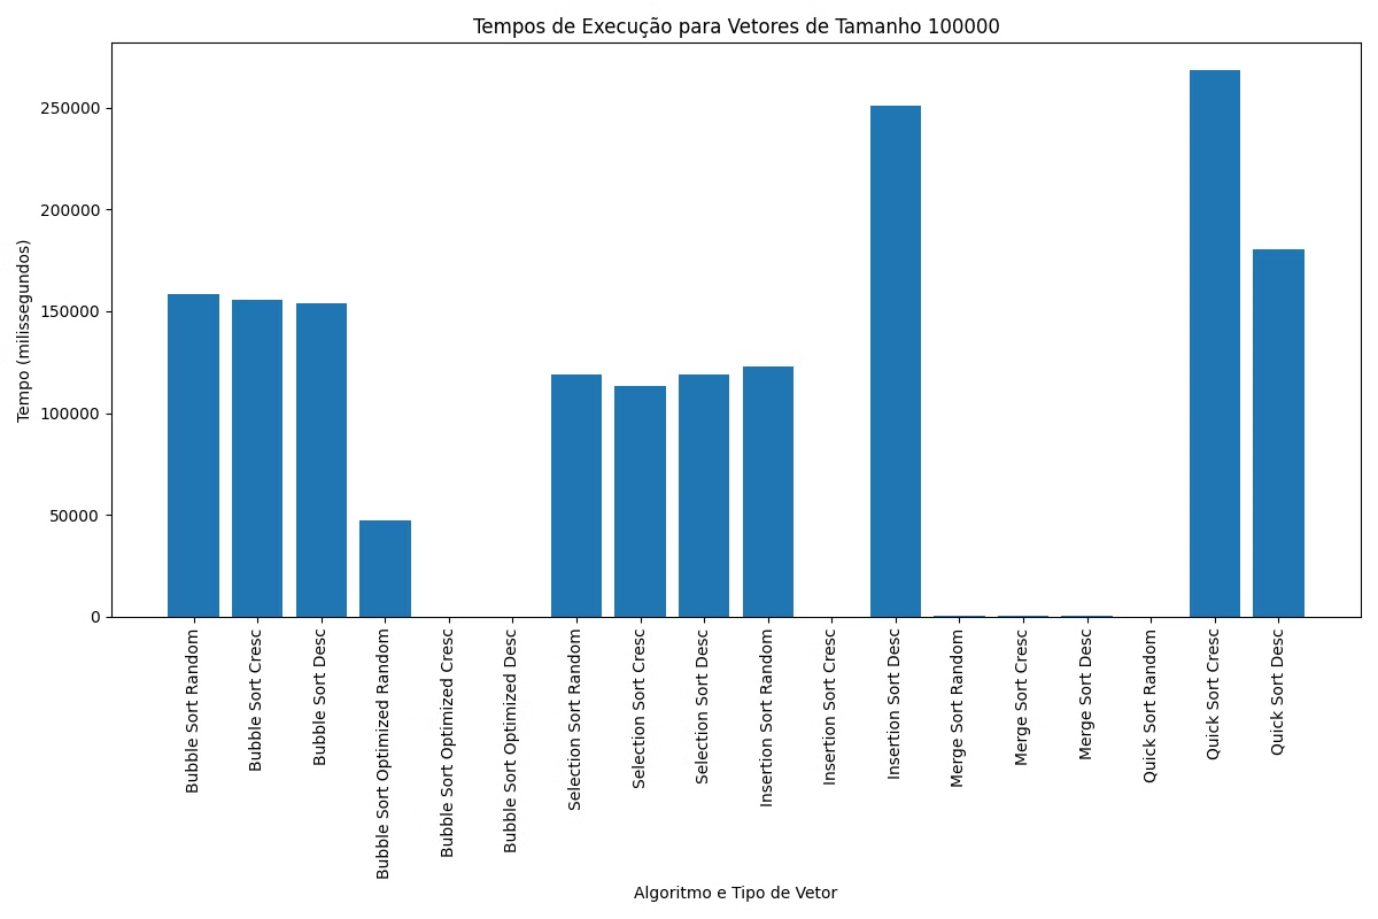 Tempos de Execução para Vetores de Tamanho 100000
Tempo (milissegundos)
250000
200000
150000
100000
50000
0
Bubble Sort Random
Bubble Sort Cresc
Bubble Sort Desc
Bubble Sort Optimized Random
Bubble Sort Optimized Cresc
Bubble Sort Optimized Desc
Selection Sort Random
Selection Sort Cresc
Selection Sort Desc
Insertion Sort Random
Insertion Sort Cresc
Insertion Sort Desc
Merge Sort Random
Merge Sort Cresc
Merge Sort Desc
Quick Sort Random
Quick Sort Cresc
Quick Sort Desc
Algoritmo e Tipo de Vetor